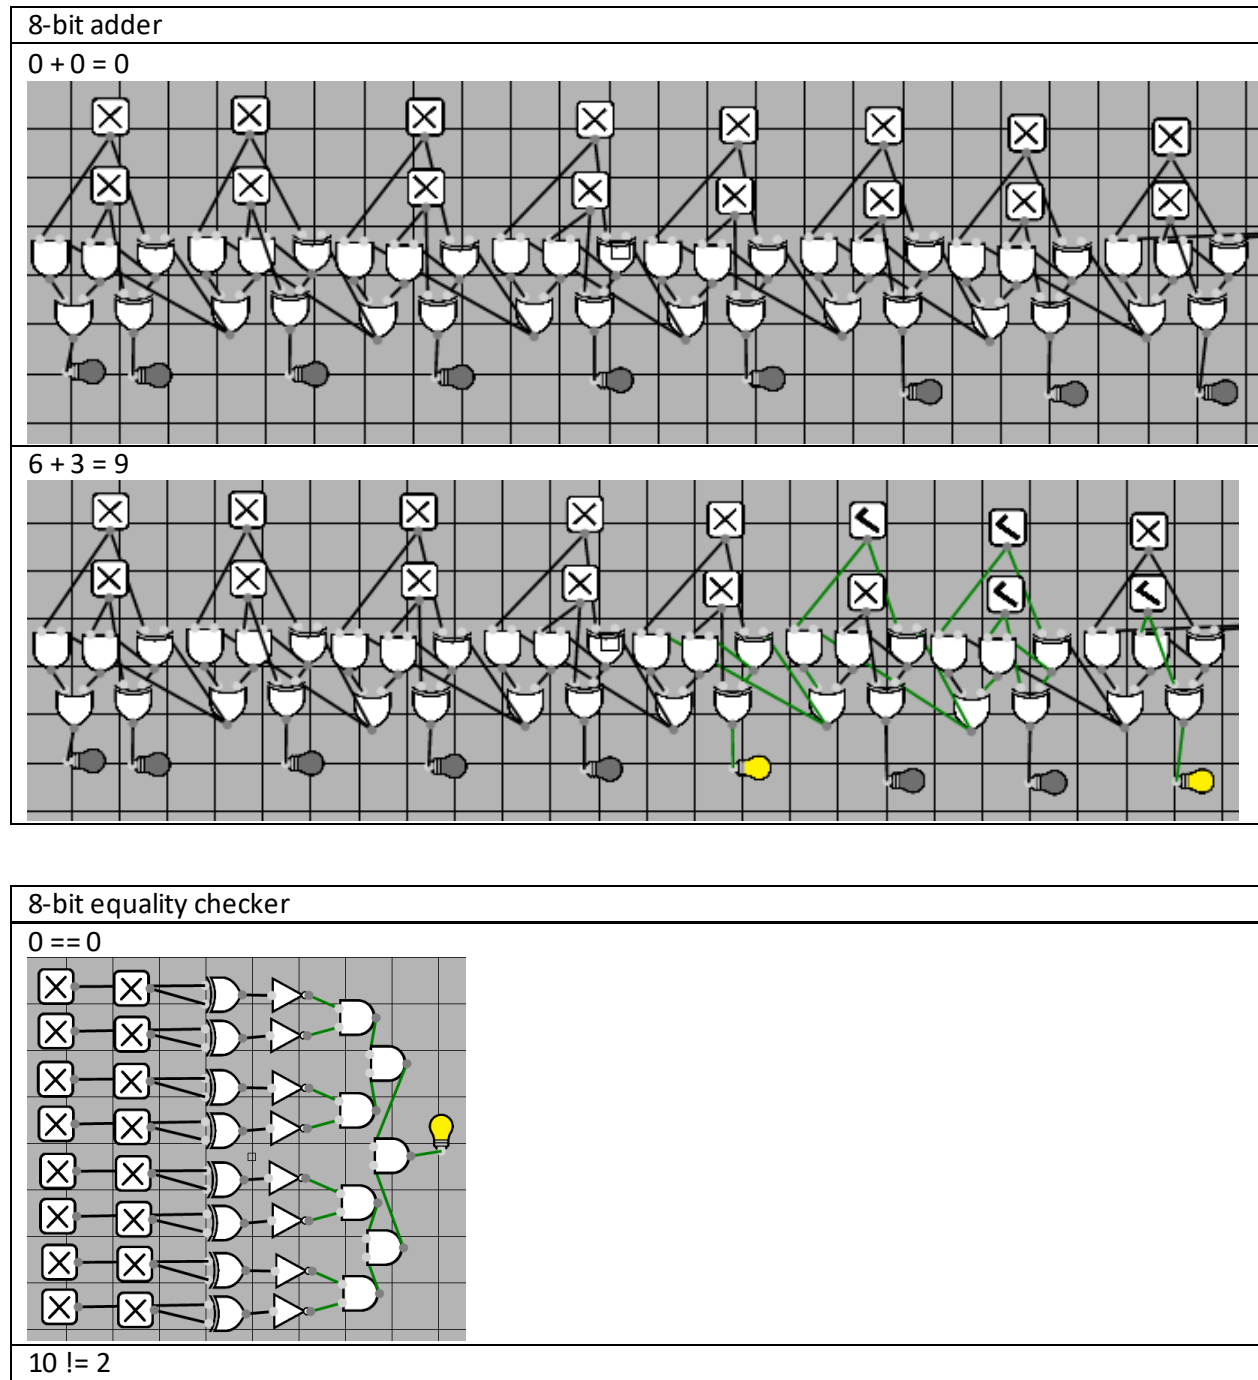 8-bit adder
0 + 0 = 0
6 + 3 = 9
8-bit equality checker
0 == 0
10 != 2